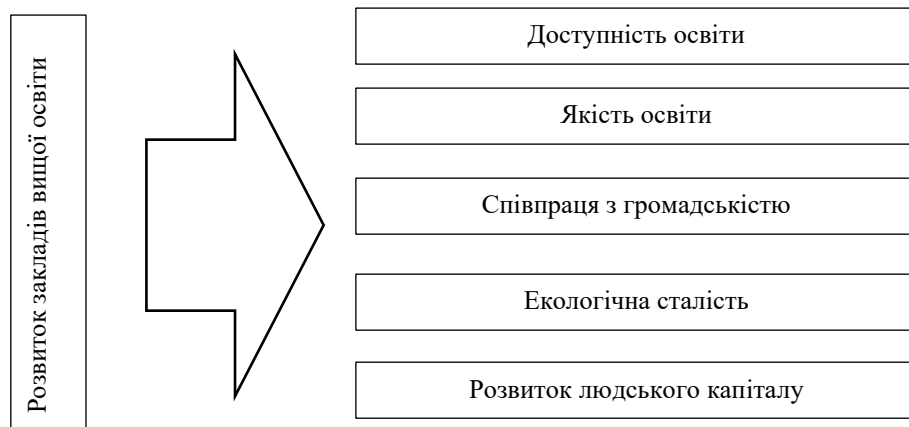 Розвиток закладів вищої освіти
Доступність освіти
Якість освіти
Співпраця з громадськістю
Екологічна сталість
Розвиток людського капіталу